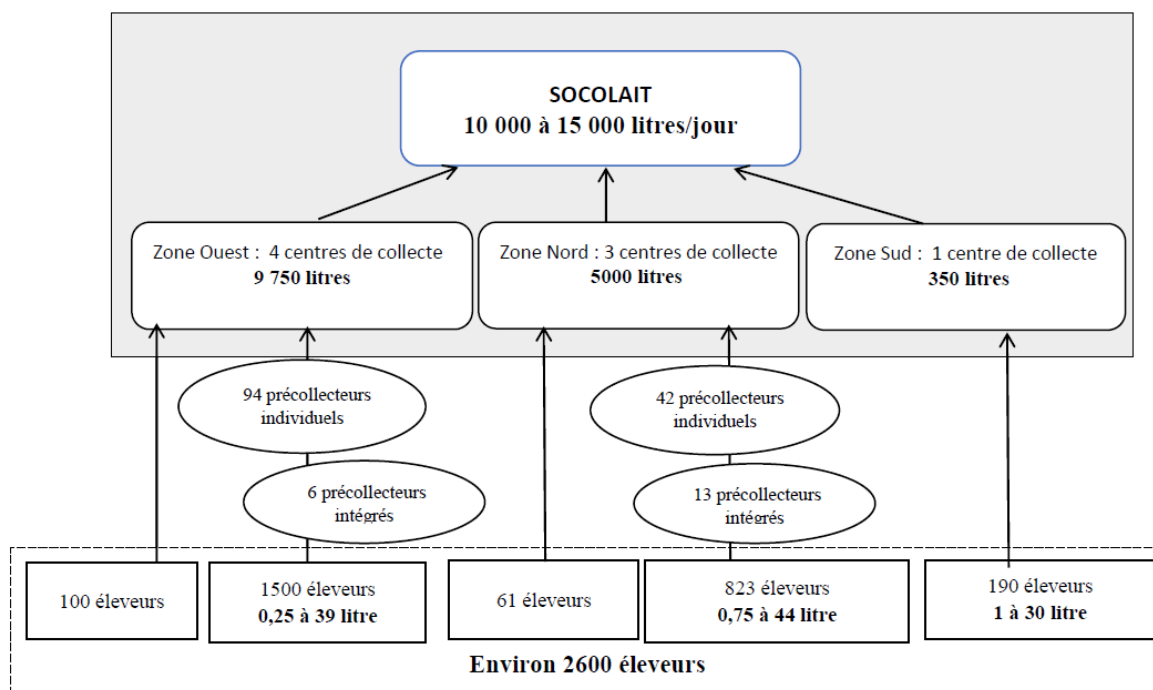 SOCOLAIT
10 000 à 15 000 litres/jour
Zone Ouest : 4 centres de collecte
9 750 litres
Zone Nord : 3 centres de collecte
5000 litres
Zone Sud : 1 centre de collecte
350 litres
94 précollecteurs
individuels
42 précollecteurs
individuels
6 précollecteurs
intégrés
13 précollecteurs
intégrés
100 éleveurs
1500 éleveurs
0,25 à 39 litre
61 éleveurs
823 éleveurs
0,75 à 44 litre
190 éleveurs
1 à 30 litre
Environ 2600 éleveurs